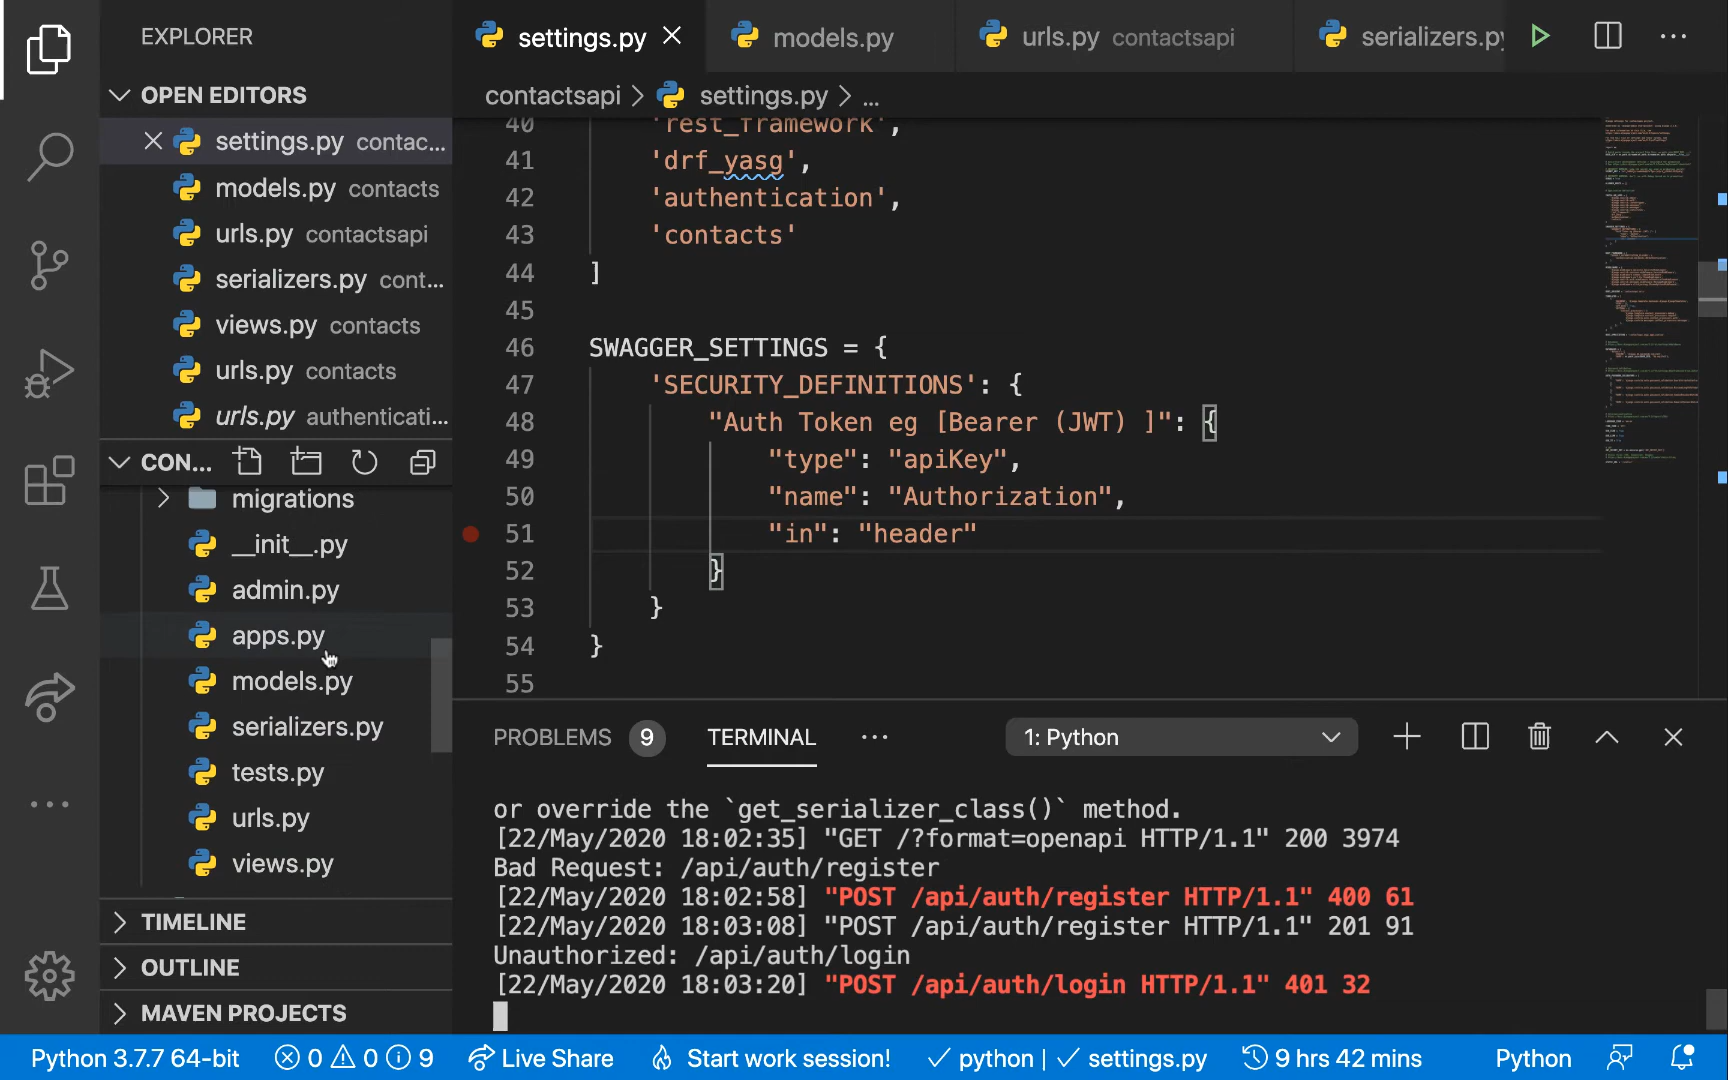 EXPLORER
OPEN EDITORS
settings.py contac...
models.py contacts
urls.py contactsapi
serializers.py cont...
views.py contacts
urls.py contacts
urls.py authenticati...
CON...
migrations
__init__.py
admin.py
apps.py
models.py
serializers.py
tests.py
urls.py
views.py
TIMELINE
OUTLINE
MAVEN PROJECTS
settings.py
models.py
urls.py contactsapi
serializers.py
contactsapi > settings.py > ...
40 'rest_framework',
41 'drf_yasg',
42 'authentication',
43 'contacts'
44 ]
45
46 SWAGGER_SETTINGS = {
47 'SECURITY_DEFINITIONS': {
48 "Auth Token eg [Bearer (JWT) ]": {
49 "type": "apiKey",
50 "name": "Authorization",
51 "in": "header"
52 }
53 }
54 }
55
PROBLEMS 9 TERMINAL ... 1: Python
or override the `get_serializer_class()` method.
[22/May/2020 18:02:35] "GET /?format=openapi HTTP/1.1" 200 3974
Bad Request: /api/auth/register
[22/May/2020 18:02:58] "POST /api/auth/register HTTP/1.1" 400 61
[22/May/2020 18:03:08] "POST /api/auth/register HTTP/1.1" 201 91
Unauthorized: /api/auth/login
[22/May/2020 18:03:20] "POST /api/auth/login HTTP/1.1" 401 32
Python 3.7.7 64-bit 0 0 9 Live Share Start work session! python | settings.py 9 hrs 42 mins Python